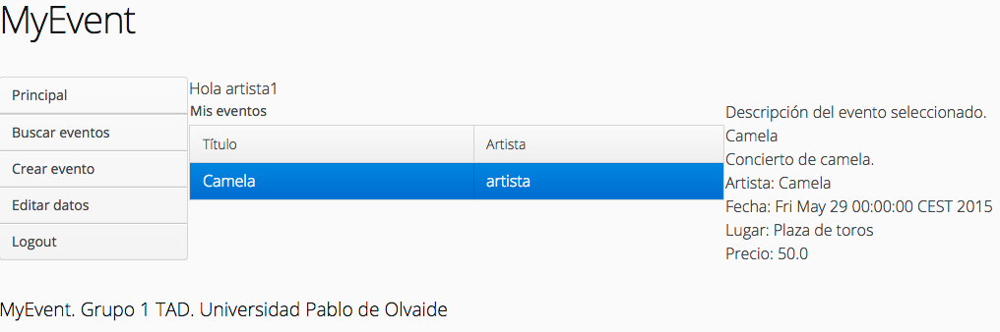 MyEvent
Principal
Buscar eventos
Crear evento
Editar datos
Logout
Hola artista1
Mis eventos
Título Artista
Camela artista
Descripción del evento seleccionado.
Camela
Concierto de camela.
Artista: Camela
Fecha: Fri May 29 00:00:00 CEST 2015
Lugar: Plaza de toros
Precio: 50.0
MyEvent. Grupo 1 TAD. Universidad Pablo de Olvaide